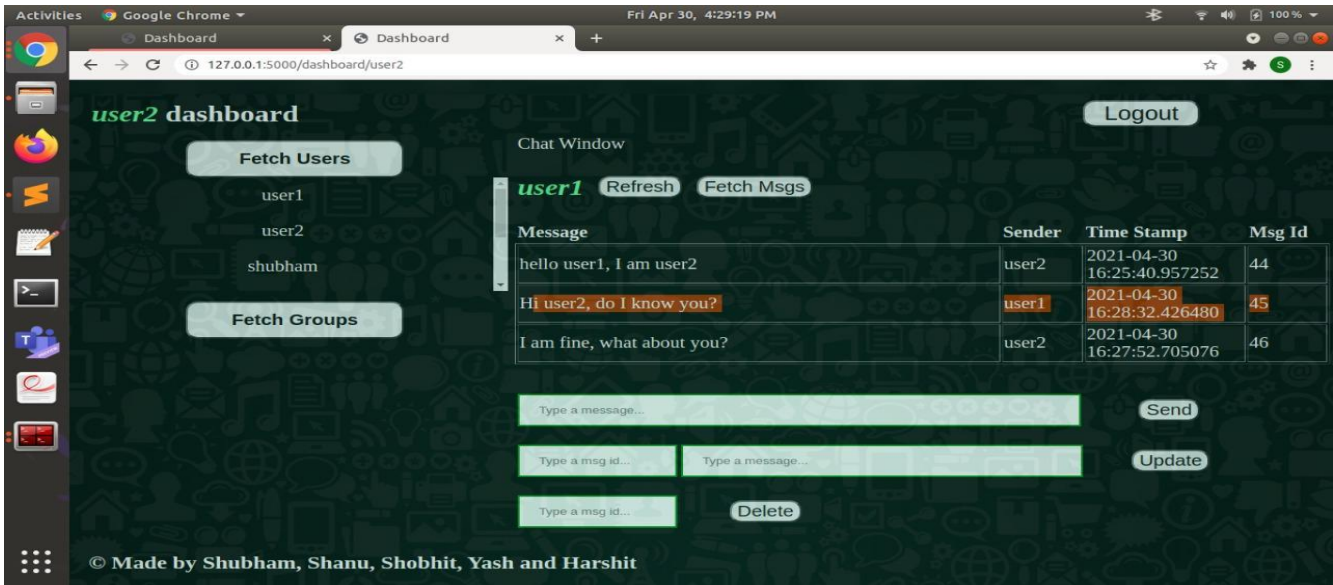 Activities Google Chrome Fri Apr 30, 4:29:19 PM 100%
Dashboard × Dashboard × +
127.0.0.1:5000/dashboard/user2 S
user2 dashboard
Logout
Fetch Users
user1
user2
shubham
Fetch Groups
Chat Window
user1 Refresh Fetch Msgs
Message Sender Time Stamp Msg Id
hello user1, I am user2 user2 2021-04-30 16:25:40.957252 44
Hi user2, do I know you? user1 2021-04-30 16:28:32.426480 45
I am fine, what about you? user2 2021-04-30 16:27:52.705076 46
Type a message... Send
Type a msg id... Type a message... Update
Type a msg id... Delete
© Made by Shubham, Shanu, Shobhit, Yash and Harshit